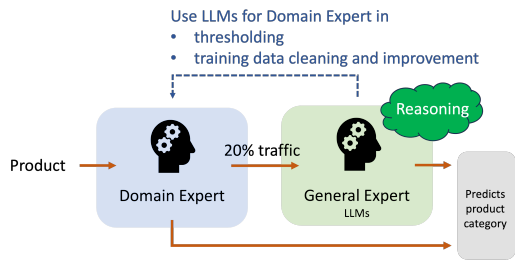 Use LLMs for Domain Expert in
• thresholding
• training data cleaning and improvement
Reasoning
Product
20% traffic
Domain Expert
General Expert
LLMs
Predicts
product
category